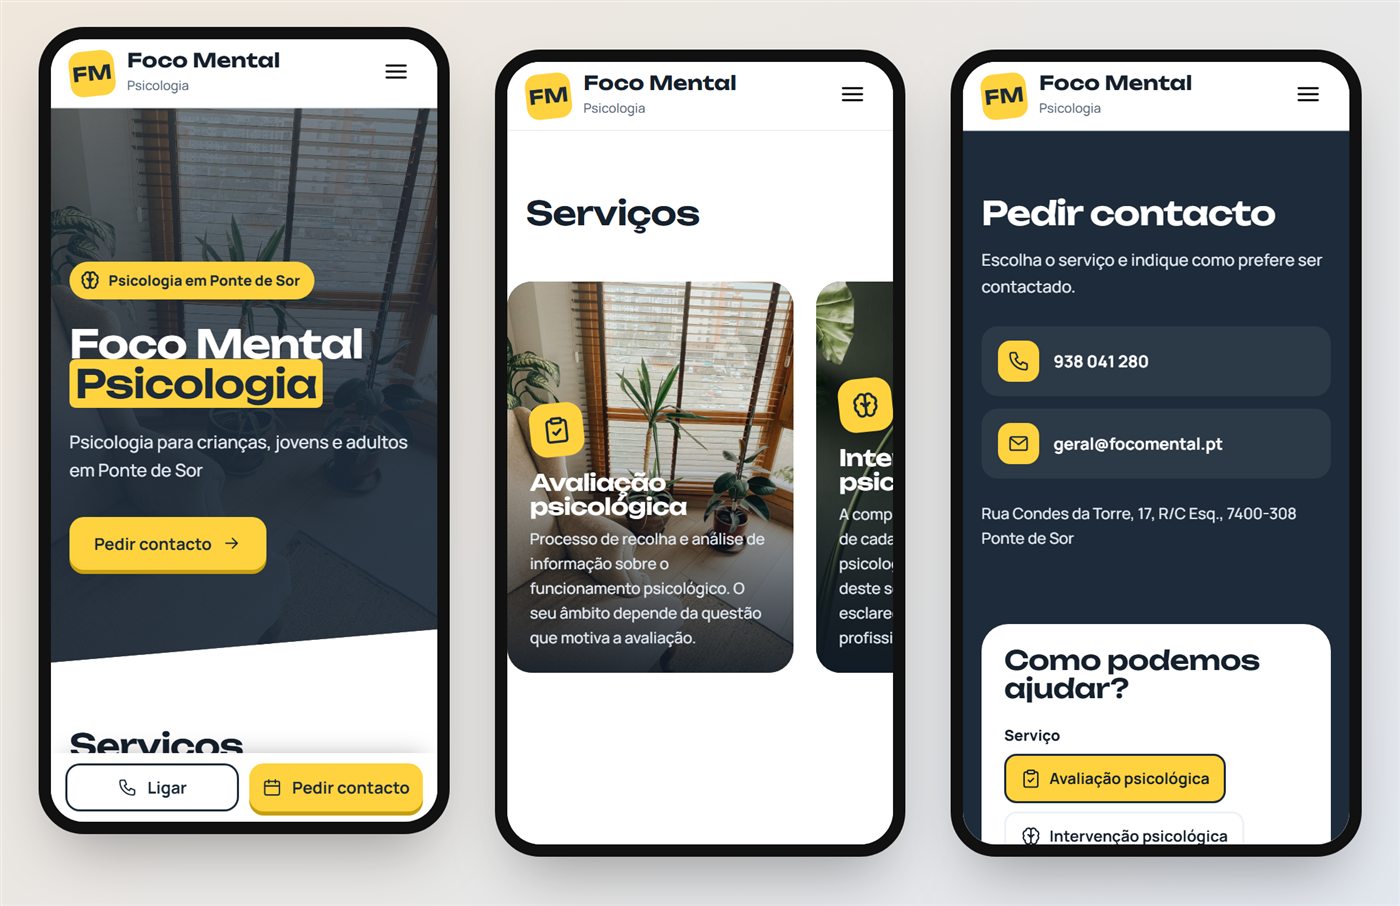 FM
Foco Mental
Psicologia
Psicologia em Ponte de Sor
Foco Mental
Psicologia
Psicologia para crianças, jovens e adultos
em Ponte de Sor
Pedir contacto
Serviços
Ligar
Pedir contacto
FM
Foco Mental
Psicologia
Serviços
Avaliação
psicológica
Processo de recolha e análise de
informação sobre o
funcionamento psicológico. O
seu âmbito depende da questão
que motiva a avaliação.
A comp
de cada
deste s
FM
Foco Mental
Psicologia
Pedir contacto
Escolha o serviço e indique como prefere ser
contactado.
938 041 280
geral@focomental.pt
Rua Condes da Torre, 17, R/C Esq., 7400-308
Ponte de Sor
Como podemos
ajudar?
Serviço
Avaliação psicológica
Intervenção psicológica